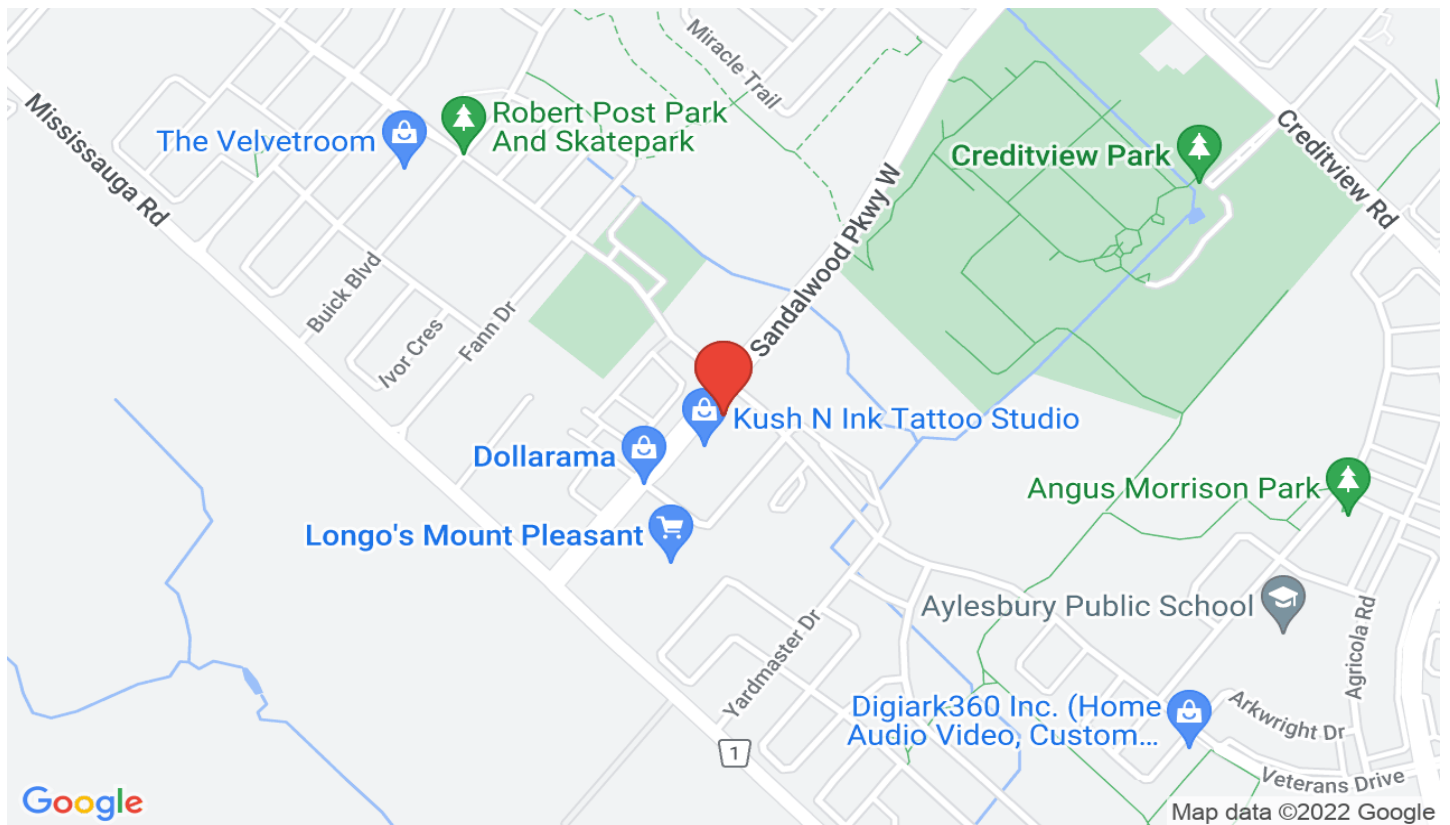 Miracle Trail
Mississauga Rd
Robert Post Park
And Skatepark
The Velvetroom
Creditview Park
Creditview Rd
Sandalwood Pkwy W
Buick Blvd
Ivor Cres
Fann Dr
Kush N Ink Tattoo Studio
Dollarama
Angus Morrison Park
Longo's Mount Pleasant
Aylesbury Public School
Yardmaster Dr
Agricola Rd
Digiark360 Inc. (Home
Audio Video, Custom...
Arkwright Dr
1
Veterans Drive
Google
Map data ©2022 Google